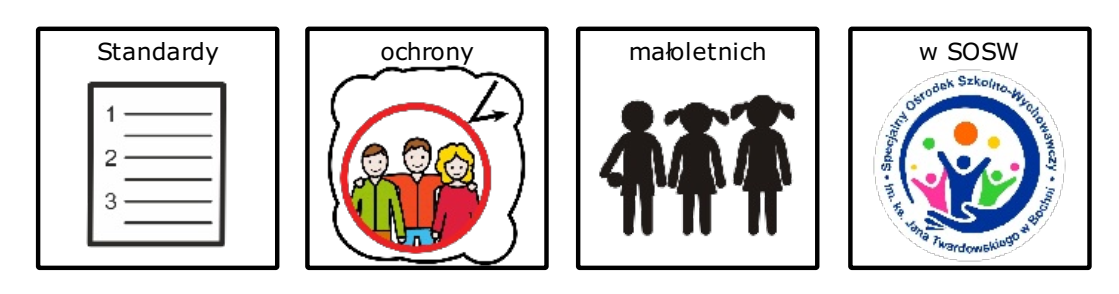 Standardy
ochrony
małoletnich
w SOSW
1
2
3
Specjalny Ośrodek Szkolno-Wychowawczy
im. ks. Jana Twardowskiego w Bochni